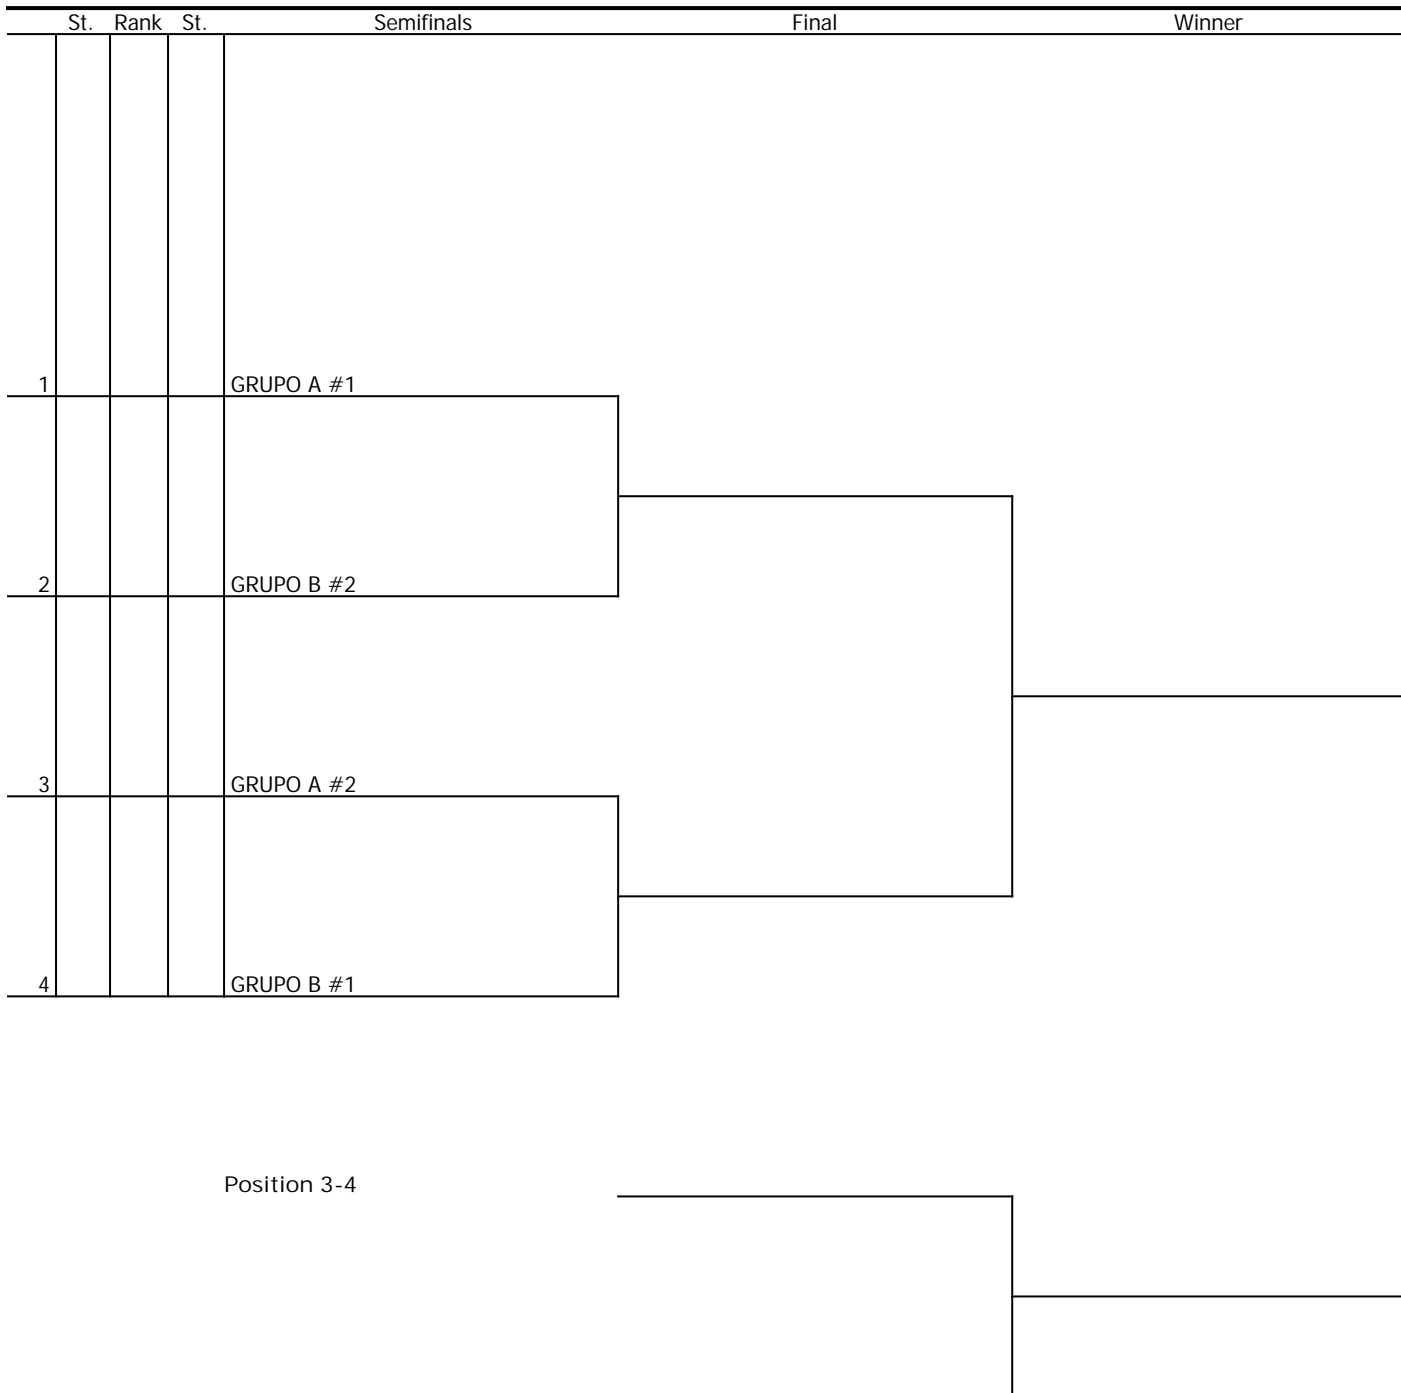 St. Rank St. Semifinals Final Winner
1 GRUPO A #1
2 GRUPO B #2
3 GRUPO A #2
4 GRUPO B #1
Position 3-4